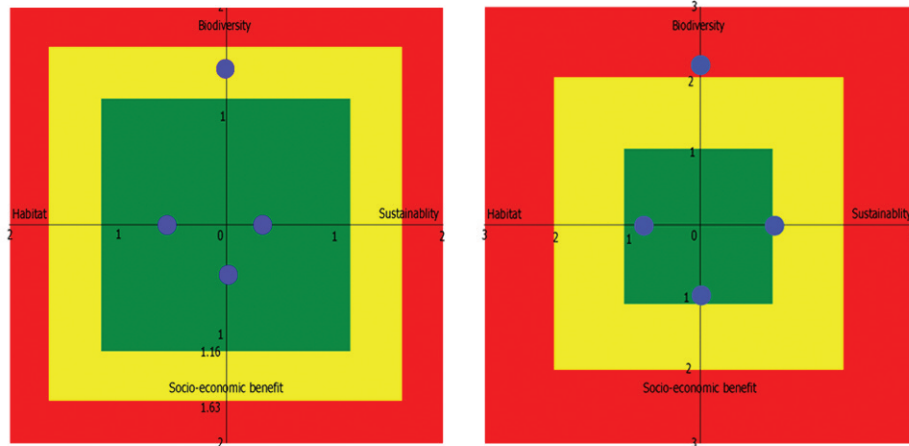 2
Biodiversity
1
Habitat
Sustainablity
2
1
0
1
2
1
1.16
Socio-economic benefit
1.63
2
3
Biodiversity
2
1
Habitat
Sustainablity
3
2
1
0
1
2
Socio-economic benefit
3